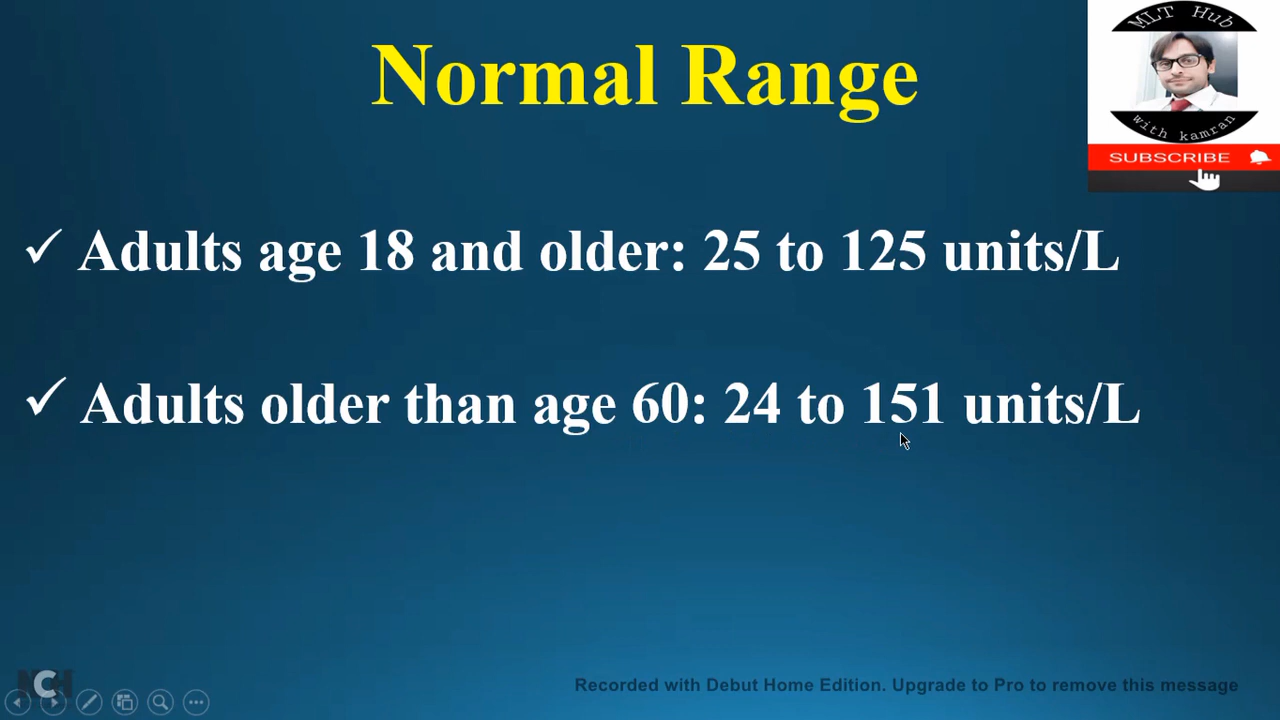 MLT Hub
Normal Range
with kamran
SUBSCRIBE
✓ Adults age 18 and older: 25 to 125 units/L
✓ Adults older than age 60: 24 to 151 units/L
NCH
Recorded with Debut Home Edition. Upgrade to Pro to remove this message